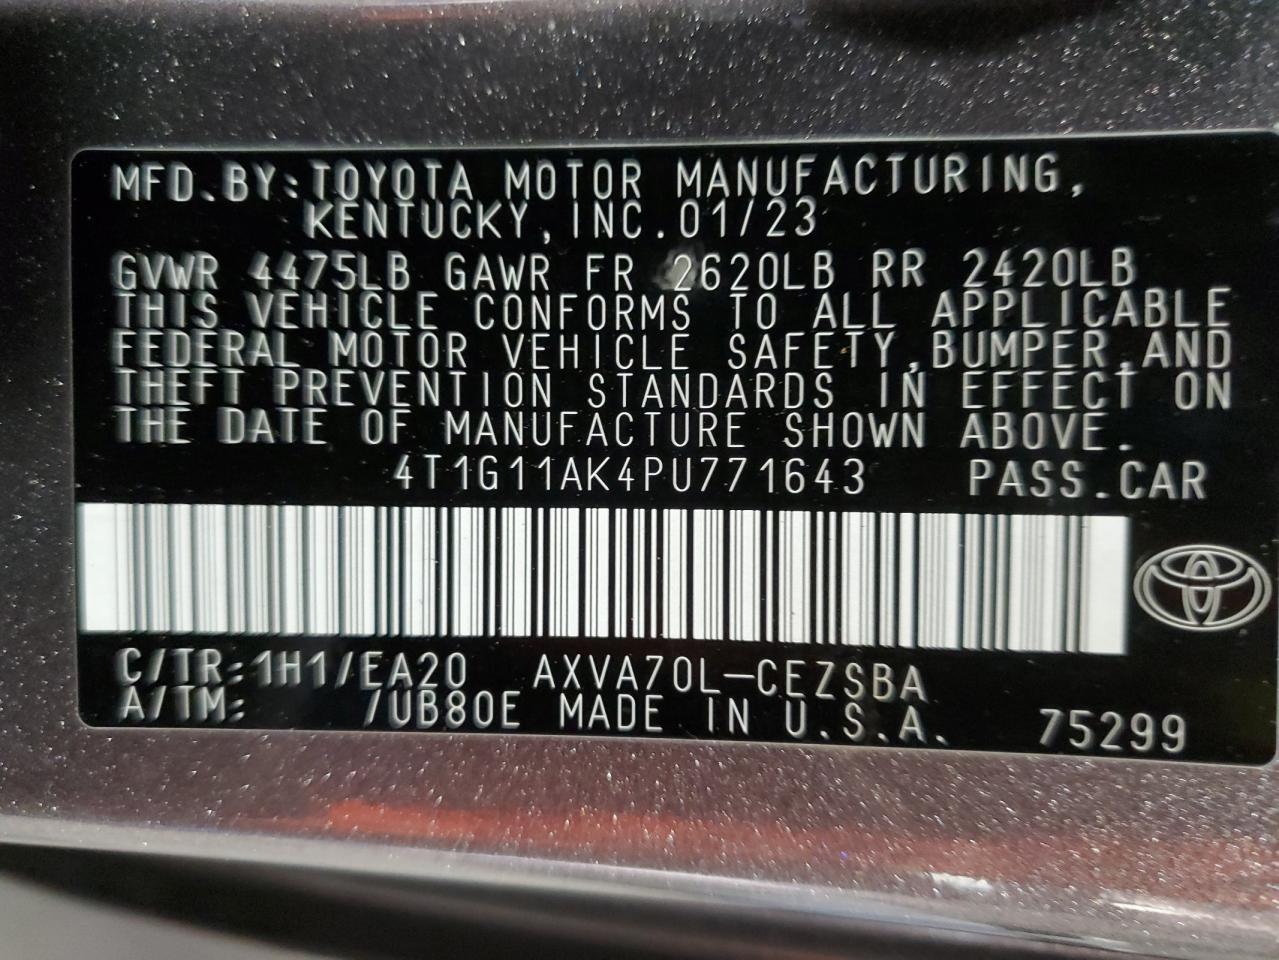 MFD.BY:TOYOTA MOTOR MANUFACTURING,
KENTUCKY,INC.01/23
GVWR 4475LB GAWR FR 2620LB RR 2420LB
THIS VEHICLE CONFORMS TO ALL APPLICABLE
FEDERAL MOTOR VEHICLE SAFETY,BUMPER,AND
THEFT PREVENTION STANDARDS IN EFFECT ON
THE DATE OF MANUFACTURE SHOWN ABOVE.
4T1G11AK4PU771643 PASS.CAR
C/TR:1H1/EA20 AXVA70L-CEZSBA
A/TM: /UB80E MADE IN U.S.A. 75299